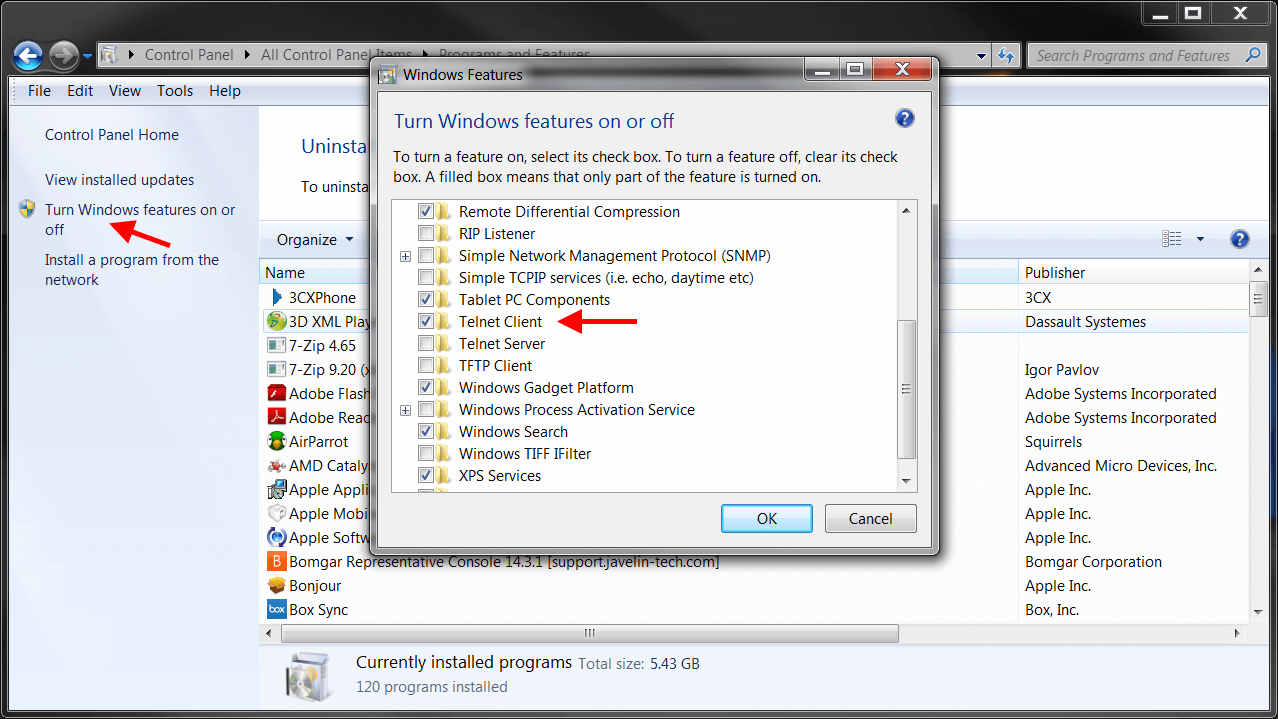 Control Panel
All Control Panel Items
Programs and Features
Search Programs and Features
File Edit View Tools Help
Control Panel Home
View installed updates
Turn Windows features on or
off
Install a program from the
network
Uninsta
To uninsta
Organize
Name
Publisher
3CXPhone
3CX
3D XML Play
Dassault Systemes
7-Zip 4.65
7-Zip 9.20 (x
Igor Pavlov
Adobe Flash
Adobe Systems Incorporated
Adobe Read
Adobe Systems Incorporated
AirParrot
Squirrels
AMD Cataly
Advanced Micro Devices, Inc.
Apple Appli
Apple Inc.
Apple Mobi
Apple Inc.
Apple Softw
Apple Inc.
B
Bomgar Representative Console 14.3.1 [support.javelin-tech.com]
Bomgar Corporation
Bonjour
Apple Inc.
box
Box Sync
Box, Inc.
Currently installed programs Total size: 5.43 GB
120 programs installed
Windows Features
Turn Windows features on or off
To turn a feature on, select its check box. To turn a feature off, clear its check
box. A filled box means that only part of the feature is turned on.
Remote Differential Compression
RIP Listener
Simple Network Management Protocol (SNMP)
Simple TCPIP services (i.e. echo, daytime etc)
Tablet PC Components
Telnet Client
Telnet Server
TFTP Client
Windows Gadget Platform
Windows Process Activation Service
Windows Search
Windows TIFF IFilter
XPS Services
OK
Cancel